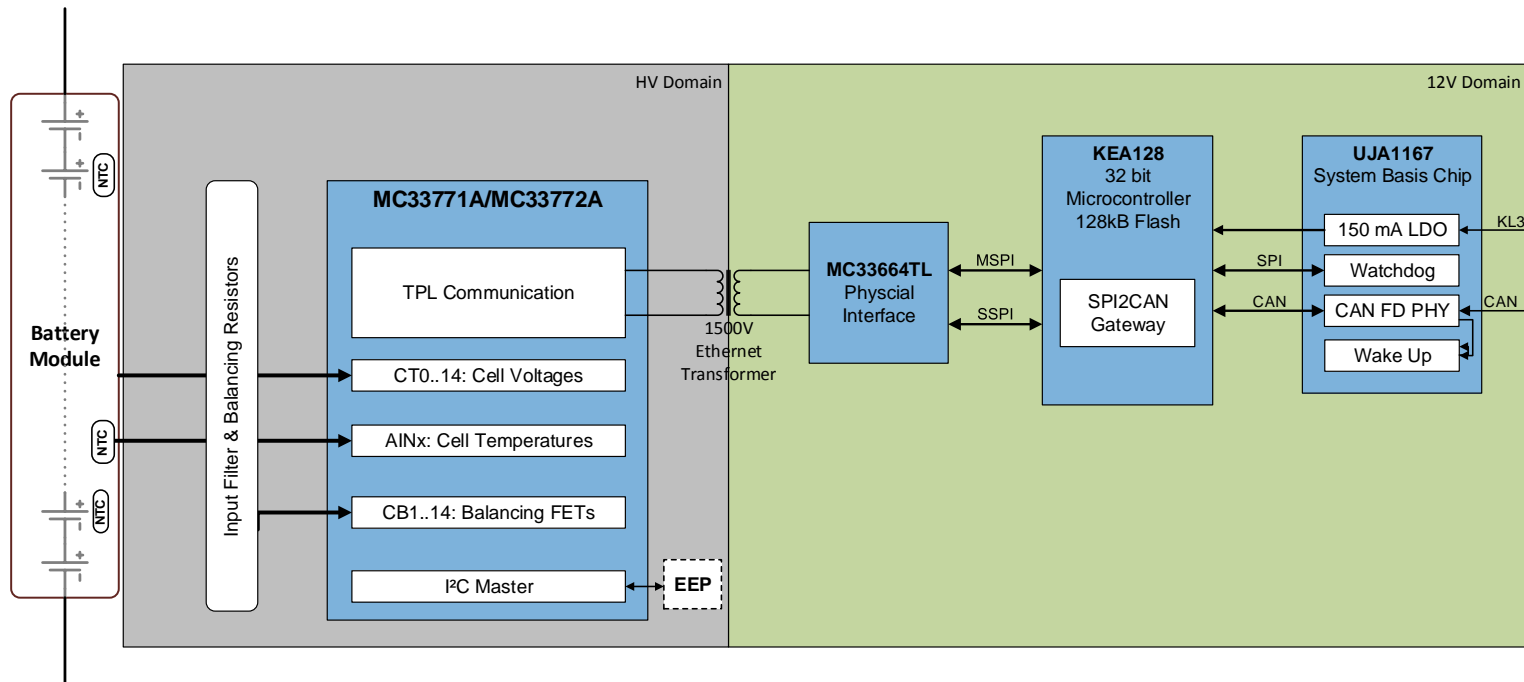 HV Domain
12V Domain
+
+
NTC
Battery
Module
NTC
+
NTC
+
Input Filter & Balancing Resistors
MC33771A/MC33772A
TPL Communication
CT0..14: Cell Voltages
AINx: Cell Temperatures
CB1..14: Balancing FETs
I²C Master
EEP
1500V
Ethernet
Transformer
MC33664TL
Physcial
Interface
MSPI
SSPI
KEA128
32 bit
Microcontroller
128kB Flash
SPI2CAN
Gateway
SPI
CAN
UJA1167
System Basis Chip
150 mA LDO
Watchdog
CAN FD PHY
Wake Up
KL3
CAN